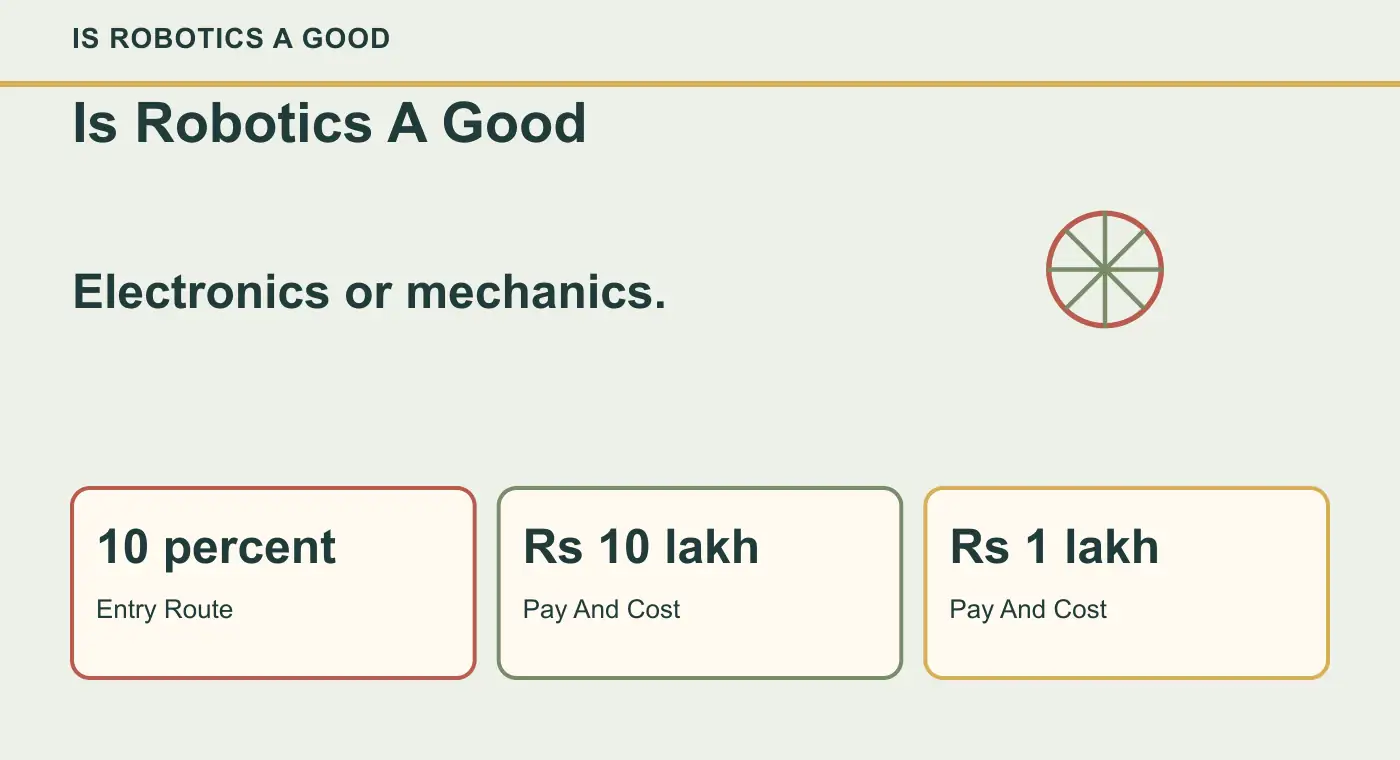 IS ROBOTICS A GOOD
Is Robotics A Good
Electronics or mechanics.
10 percent
Entry Route
Rs 10 lakh
Pay And Cost
Rs 1 lakh
Pay And Cost